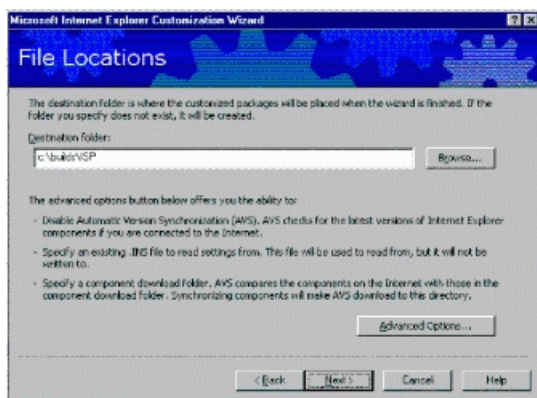 Microsoft Internet Explorer Customization Wizard
File Locations
The destination folder is where the customized packages will be placed when the wizard is finished. If the
folder you specify does not exist, it will be created.
Destination folder:
c:\builds\ISP
Browse...
The advanced options button below offers you the ability to:
- Disable Automatic Version Synchronization (AVS). AVS checks for the latest versions of Internet Explorer
components if you are connected to the Internet.
- Specify an existing .INS file to read settings from. This file will be used to read from, but it will not be
written to.
- Specify a component download folder. AVS compares the components on the Internet with those in the
component download folder. Synchronizing components will make AVS download to this directory.
Advanced Options...
< Back
Next >
Cancel
Help